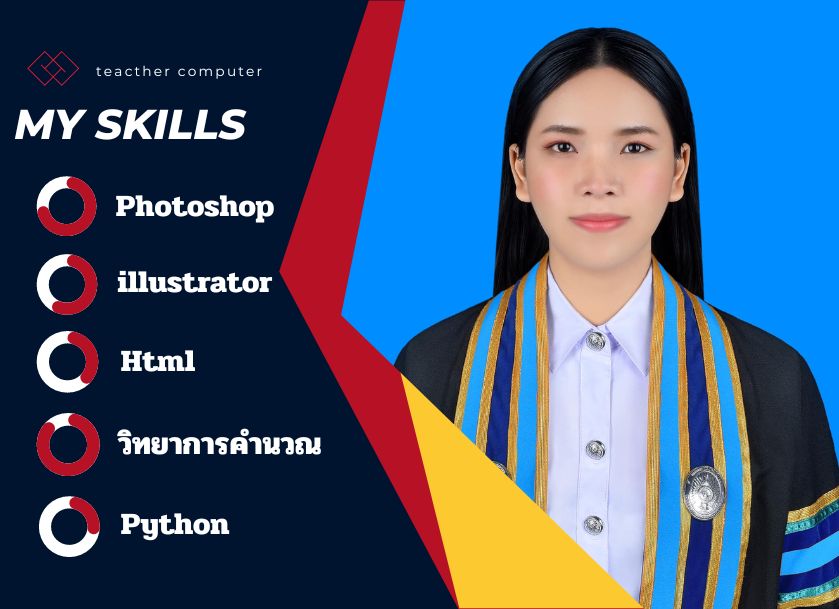 teacther computer
MY SKILLS
Photoshop
illustrator
Html
วิทยาการคำนวณ
Python